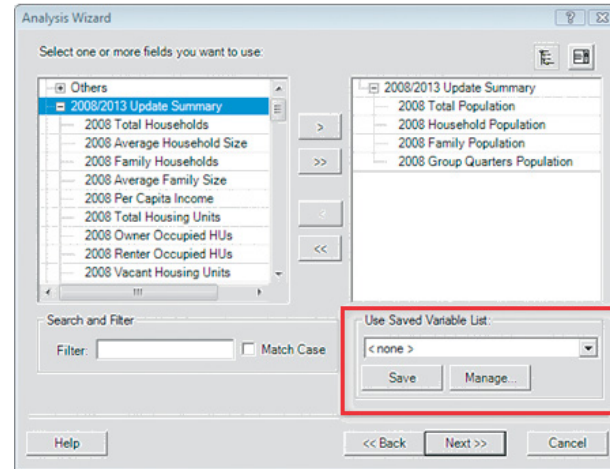 Analysis Wizard
Select one or more fields you want to use:
Others
2008/2013 Update Summary
2008 Total Households
2008 Average Household Size
2008 Family Households
2008 Average Family Size
2008 Per Capita Income
2008 Total Housing Units
2008 Owner Occupied HUs
2008 Renter Occupied HUs
2008 Vacant Housing Units
>
>>
<
<<
2008/2013 Update Summary
2008 Total Population
2008 Household Population
2008 Family Population
2008 Group Quarters Population
Search and Filter
Filter:
Match Case
Use Saved Variable List:
< none >
Save Manage...
Help << Back Next >> Cancel